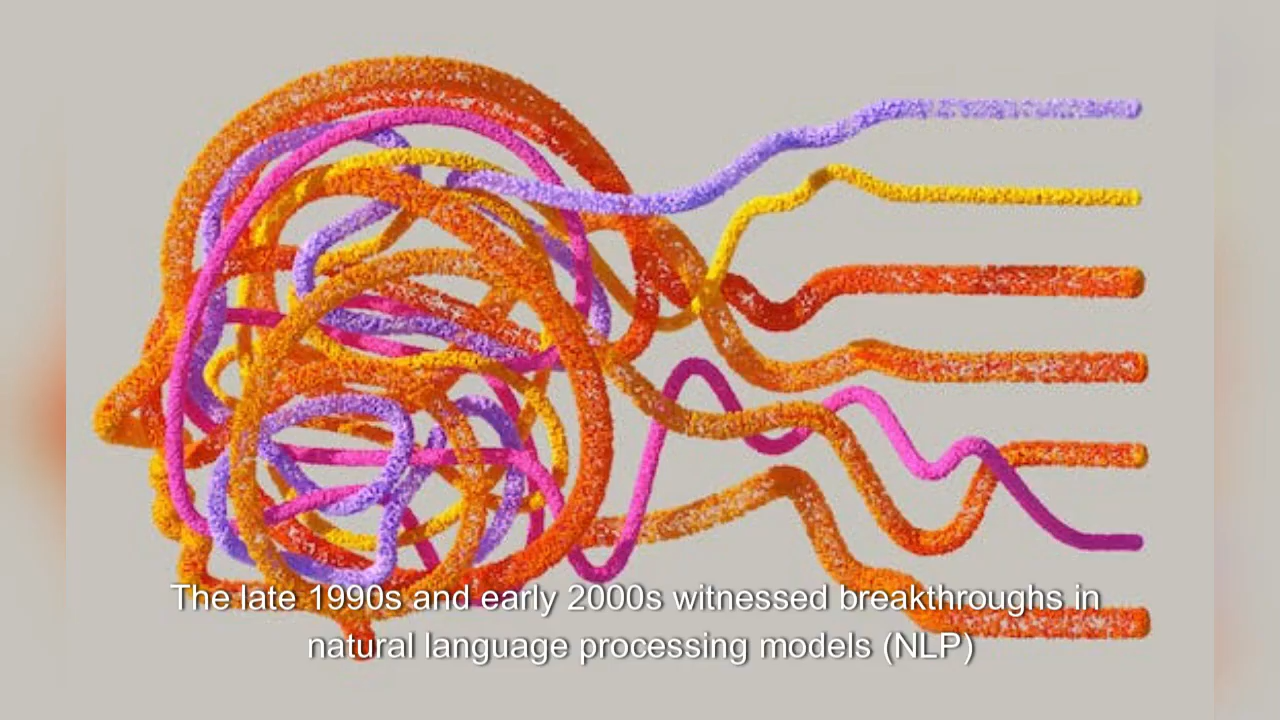 The late 1990s and early 2000s witnessed breakthroughs in
natural language processing models (NLP)